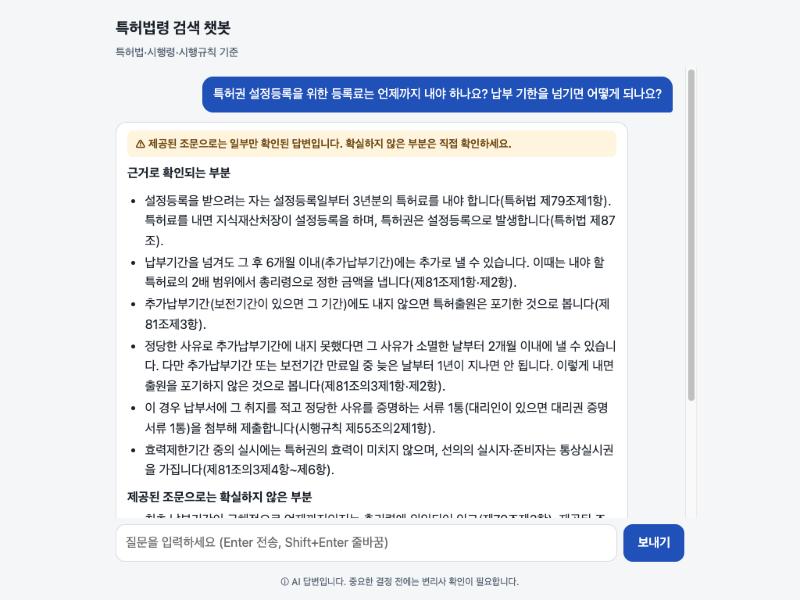 특허법령 검색 챗봇
특허법·시행령·시행규칙 기준
특허권 설정등록을 위한 등록료는 언제까지 내야 하나요? 납부 기한을 넘기면 어떻게 되나요?
⚠ 제공된 조문으로는 일부만 확인된 답변입니다. 확실하지 않은 부분은 직접 확인하세요.
근거로 확인되는 부분
• 설정등록을 받으려는 자는 설정등록일부터 3년분의 특허료를 내야 합니다(특허법 제79조제1항).
특허료를 내면 지식재산처장이 설정등록을 하며, 특허권은 설정등록으로 발생합니다(특허법 제87
조).
• 납부기간을 넘겨도 그 후 6개월 이내(추가납부기간)에는 추가로 낼 수 있습니다. 이때는 내야 할
특허료의 2배 범위에서 총리령으로 정한 금액을 냅니다(제81조제1항·제2항).
• 추가납부기간(보전기간이 있으면 그 기간)에도 내지 않으면 특허출원은 포기한 것으로 봅니다(제
81조제3항).
• 정당한 사유로 추가납부기간에 내지 못했다면 그 사유가 소멸한 날부터 2개월 이내에 낼 수 있습니
다. 다만 추가납부기간 또는 보전기간 만료일 중 늦은 날부터 1년이 지나면 안 됩니다. 이렇게 내면
출원을 포기하지 않은 것으로 봅니다(제81조의3제1항·제2항).
• 이 경우 납부서에 그 취지를 적고 정당한 사유를 증명하는 서류 1통(대리인이 있으면 대리권 증명
서류 1통)을 첨부해 제출합니다(시행규칙 제55조의2제1항).
• 효력제한기간 중의 실시에는 특허권의 효력이 미치지 않으며, 선의의 실시자·준비자는 통상실시권
을 가집니다(제81조의3제4항~제6항).
제공된 조문으로는 확실하지 않은 부분
질문을 입력하세요 (Enter 전송, Shift+Enter 줄바꿈)
보내기
ⓘ AI 답변입니다. 중요한 결정 전에는 변리사 확인이 필요합니다.